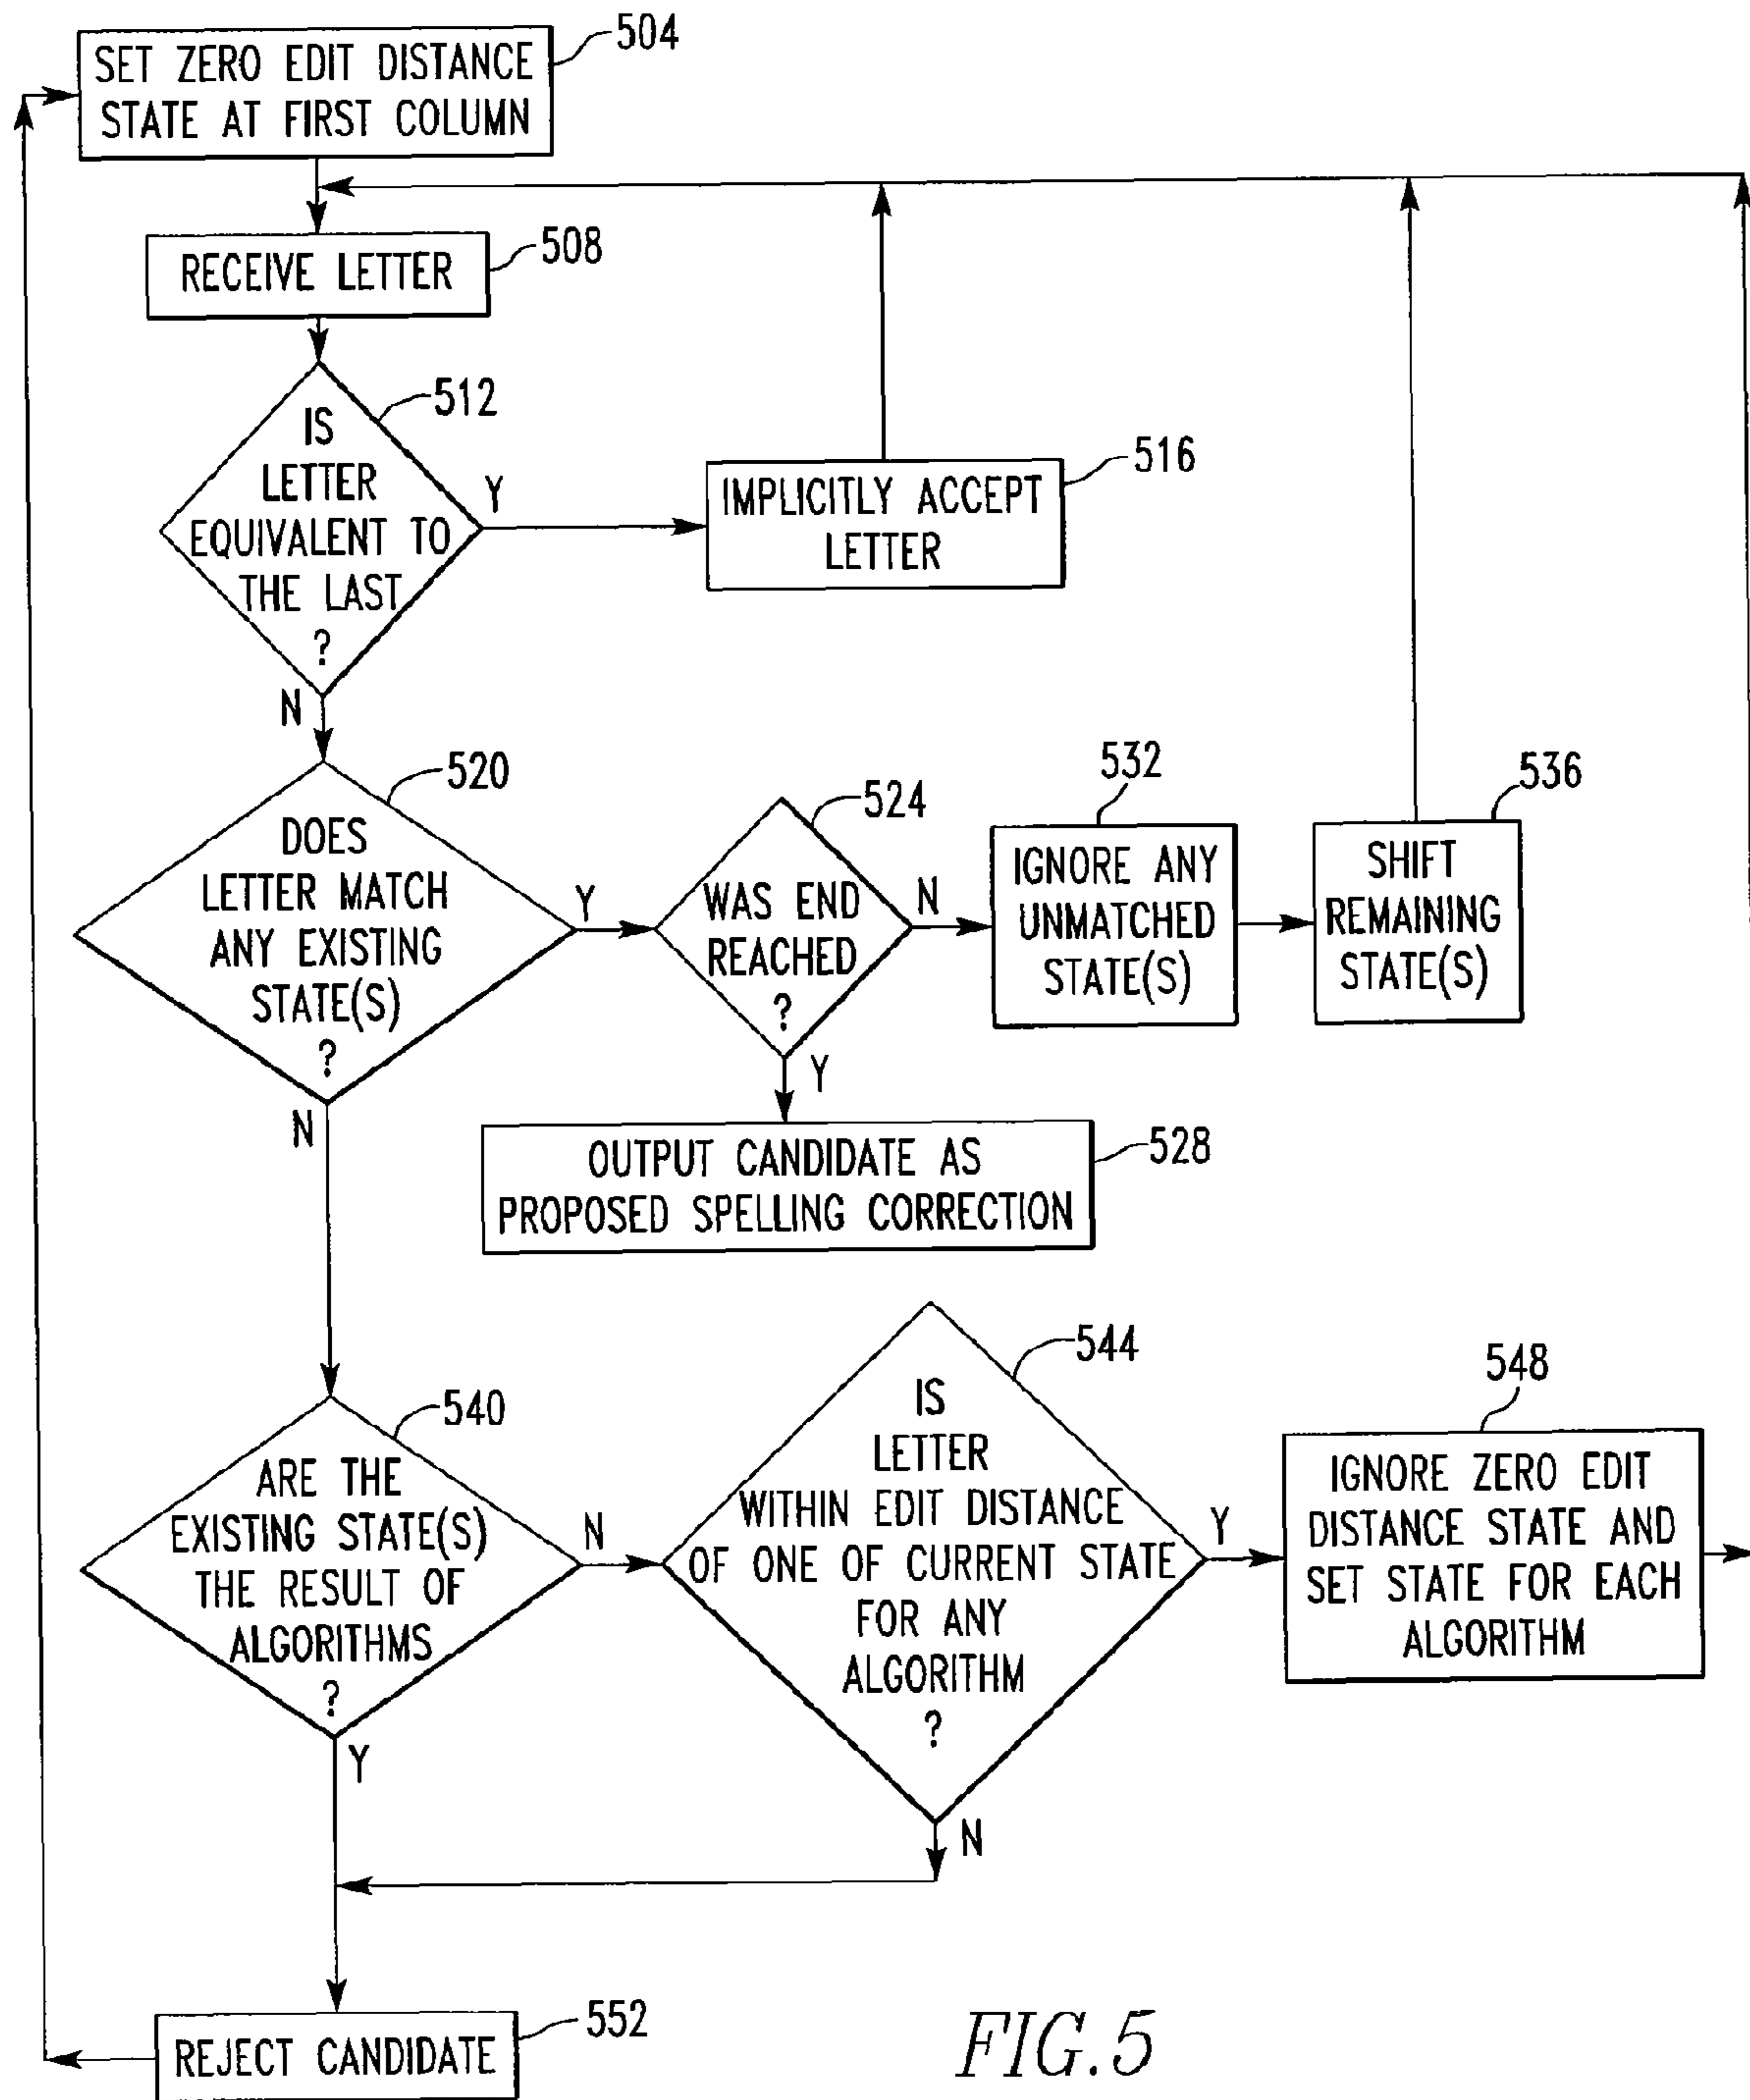 504
SET ZERO EDIT DISTANCE
STATE AT FIRST COLUMN
508
RECEIVE LETTER
512
IS
LETTER
EQUIVALENT TO
THE LAST
?
Y
N
516
IMPLICITLY ACCEPT
LETTER
520
DOES
LETTER MATCH
ANY EXISTING
STATE(S)
?
Y
N
524
WAS END
REACHED
?
N
Y
532
IGNORE ANY
UNMATCHED
STATE(S)
536
SHIFT
REMAINING
STATE(S)
528
OUTPUT CANDIDATE AS
PROPOSED SPELLING CORRECTION
540
ARE THE
EXISTING STATE(S)
THE RESULT OF
ALGORITHMS
?
N
Y
544
IS
LETTER
WITHIN EDIT DISTANCE
OF ONE OF CURRENT STATE
FOR ANY
ALGORITHM
?
Y
N
548
IGNORE ZERO EDIT
DISTANCE STATE AND
SET STATE FOR EACH
ALGORITHM
552
REJECT CANDIDATE
FIG.5